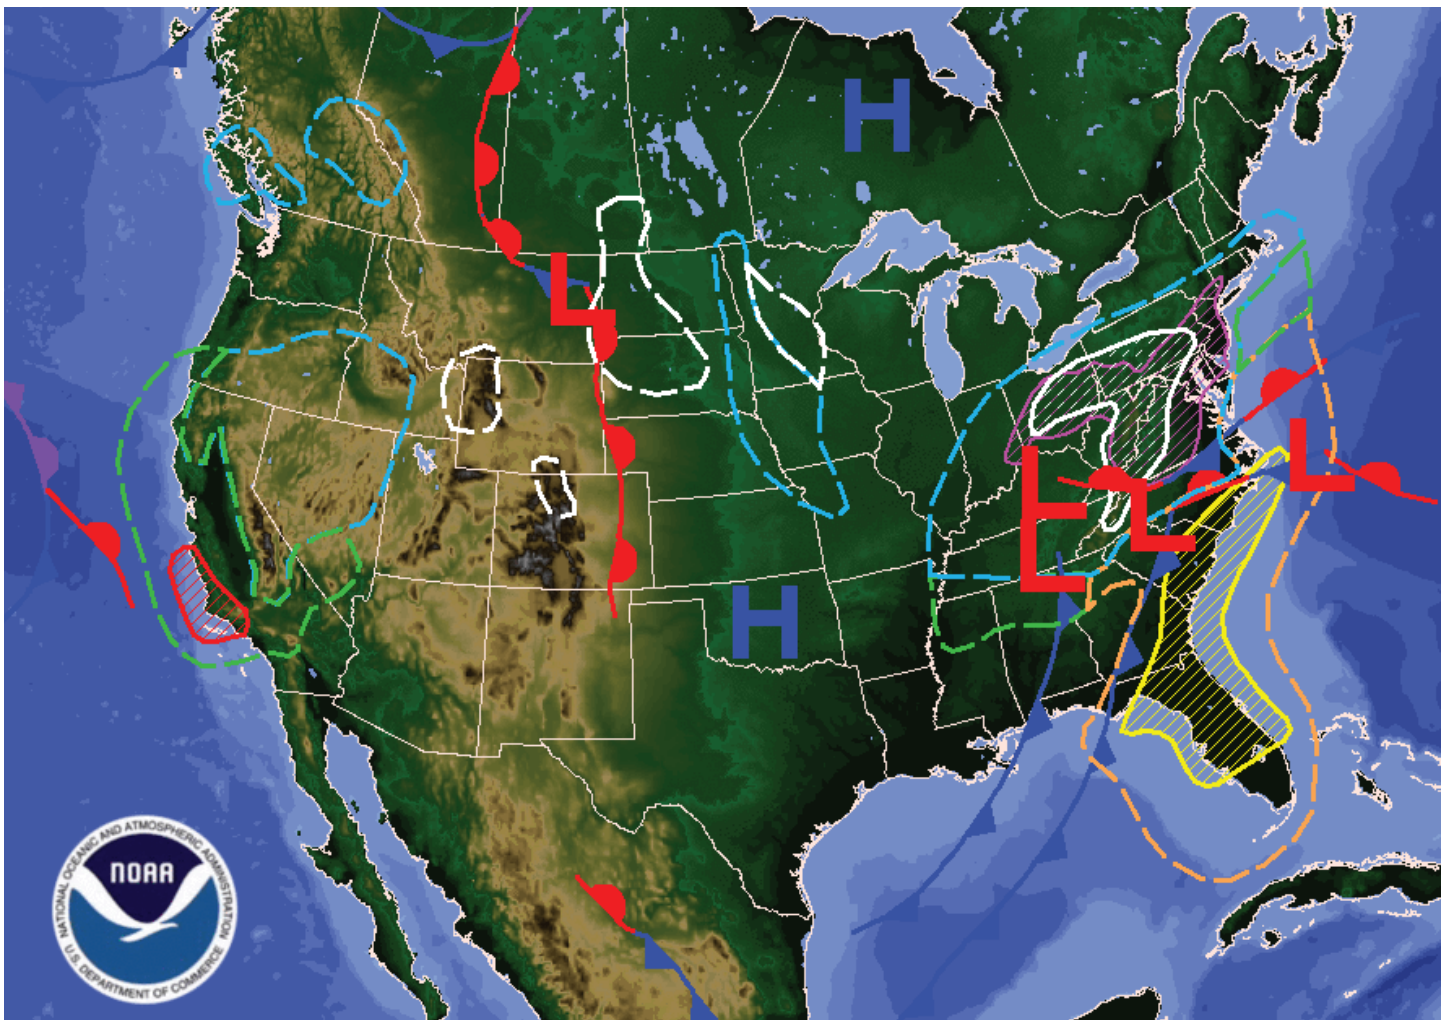 H
L
L
L
L
H
NOAA
NATIONAL OCEANIC AND ATMOSPHERIC ADMINISTRATION
U.S. DEPARTMENT OF COMMERCE